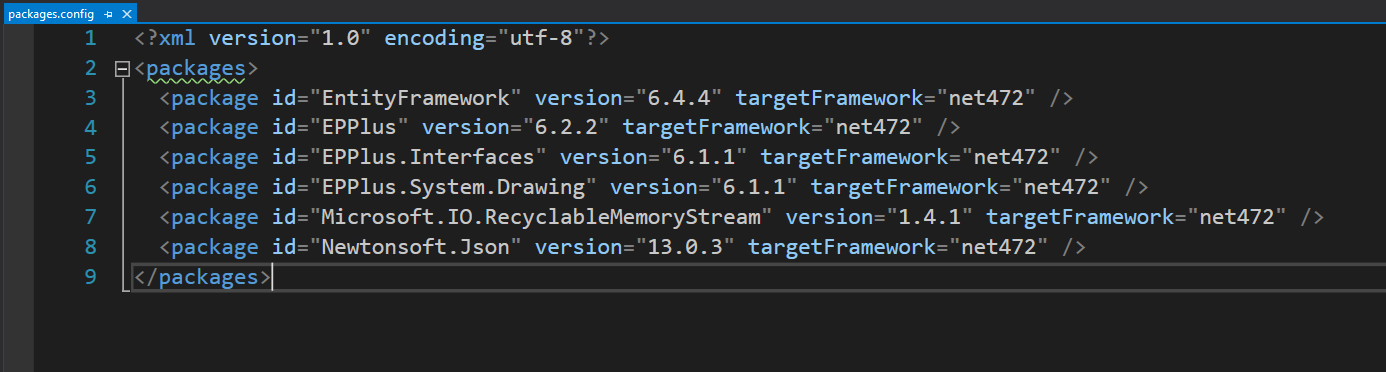 packages.config
1 <?xml version="1.0" encoding="utf-8"?>
2 <packages>
3 <package id="EntityFramework" version="6.4.4" targetFramework="net472" />
4 <package id="EPPlus" version="6.2.2" targetFramework="net472" />
5 <package id="EPPlus.Interfaces" version="6.1.1" targetFramework="net472" />
6 <package id="EPPlus.System.Drawing" version="6.1.1" targetFramework="net472" />
7 <package id="Microsoft.IO.RecyclableMemoryStream" version="1.4.1" targetFramework="net472" />
8 <package id="Newtonsoft.Json" version="13.0.3" targetFramework="net472" />
9 </packages>